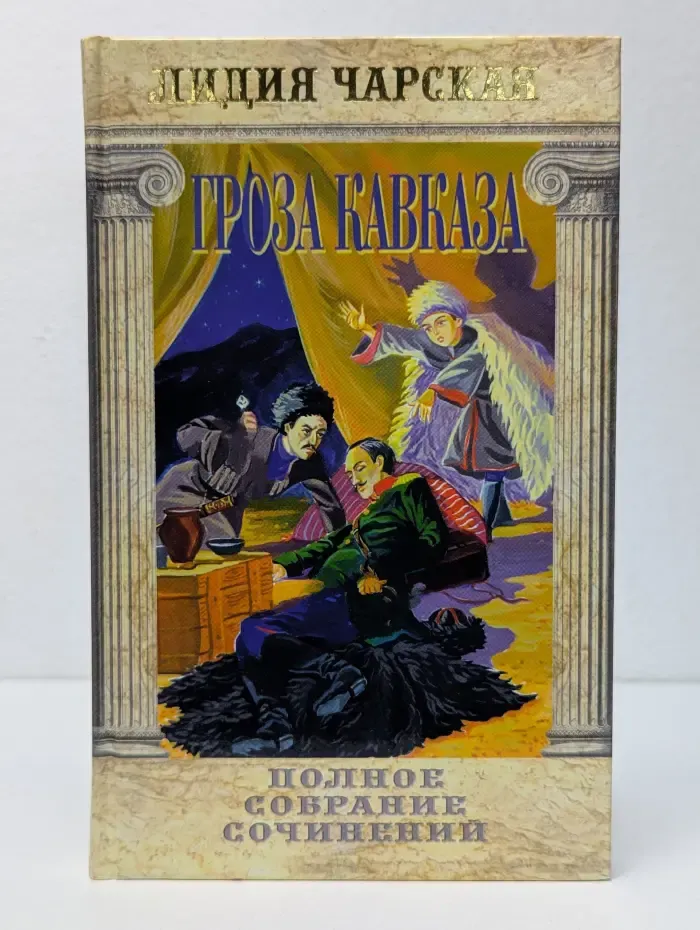 ЛИДИЯ ЧАРСКАЯ
ГРОЗА КАВКАЗА
ПОЛНОЕ
СОБРАНИЕ
СОЧИНЕНИЙ